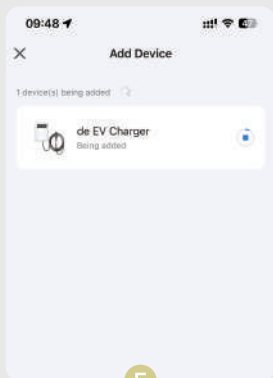 09:48
Add Device
1 device(s) being added
de EV Charger
Being added